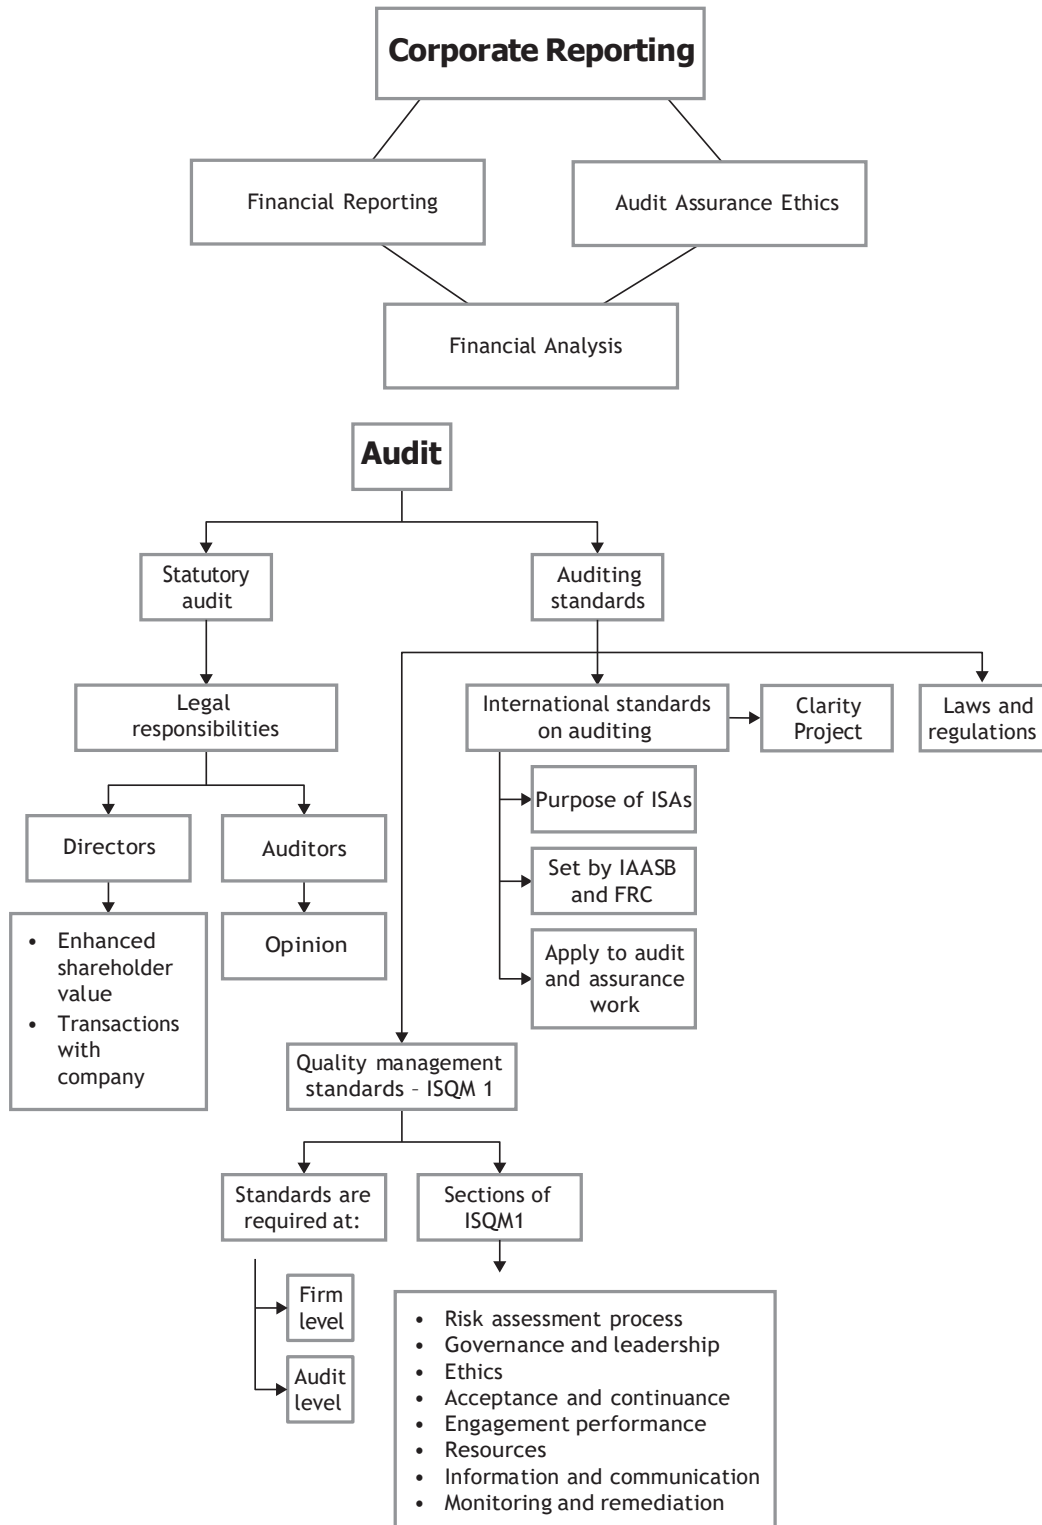 Corporate Reporting
Financial Reporting
Audit Assurance Ethics
Financial Analysis
Audit
Statutory
audit
Auditing
standards
Legal
responsibilities
International standards
on auditing
Clarity
Project
Laws and
regulations
Purpose of ISAs
Directors
Auditors
Set by IAASB
and FRC
• Enhanced
shareholder
value
• Transactions
with
company
Opinion
Apply to audit
and assurance
work
Quality management
standards – ISQM 1
Standards are
required at:
Sections of
ISQM1
Firm
level
Audit
level
• Risk assessment process
• Governance and leadership
• Ethics
• Acceptance and continuance
• Engagement performance
• Resources
• Information and communication
• Monitoring and remediation